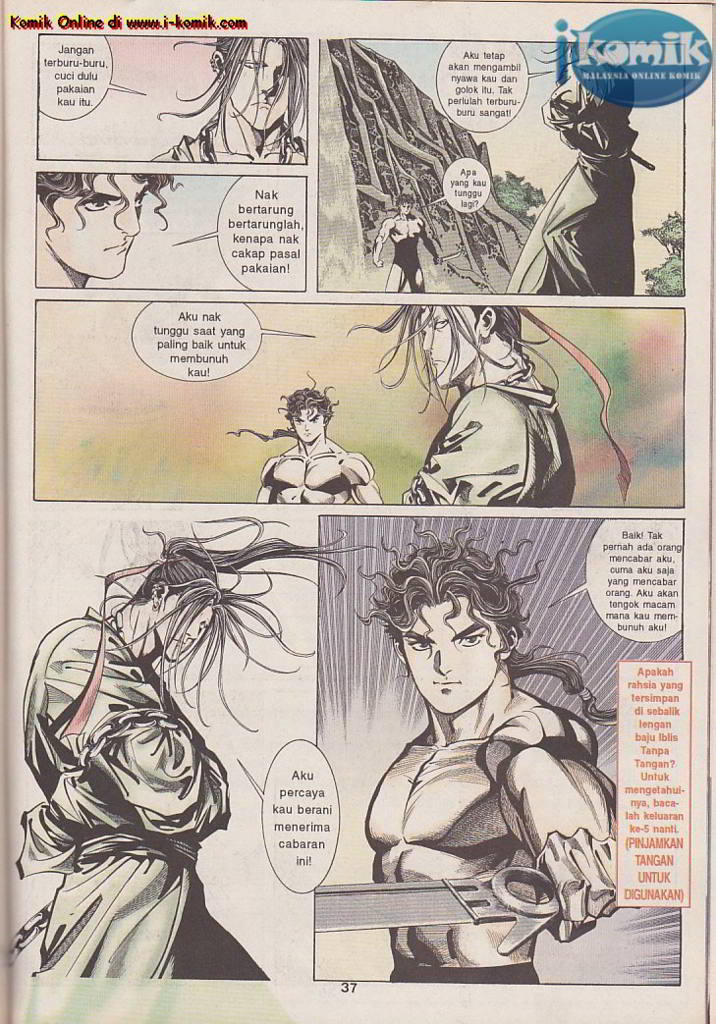 Komik Online di www.i-komik.com
ikomik
MALAYSIA ONLINE KOMIK
Jangan
terburu-buru,
cuci dulu
pakaian
kau itu.
Aku tetap
akan mengambil
nyawa kau dan
golok itu. Tak
perlulah terburu-
buru sangat!
Apa
yang kau
tunggu
lagi?
Nak
bertarung
bertarunglah,
kenapa nak
cakap pasal
pakaian!
Aku nak
tunggu saat yang
paling baik untuk
membunuh
kau!
Baik! Tak
pernah ada orang
mencabar aku,
cuma aku saja
yang mencabar
orang. Aku akan
tengok macam
mana kau mem-
bunuh aku!
Aku
percaya
kau berani
menerima
cabaran
ini!
Apakah
rahsia yang
tersimpan
di sebalik
lengan
baju Iblis
Tanpa
Tangan?
Untuk
mengetahui-
nya, baca-
lah keluaran
ke-5 nanti.
(PINJAMKAN
TANGAN
UNTUK
DIGUNAKAN)
37